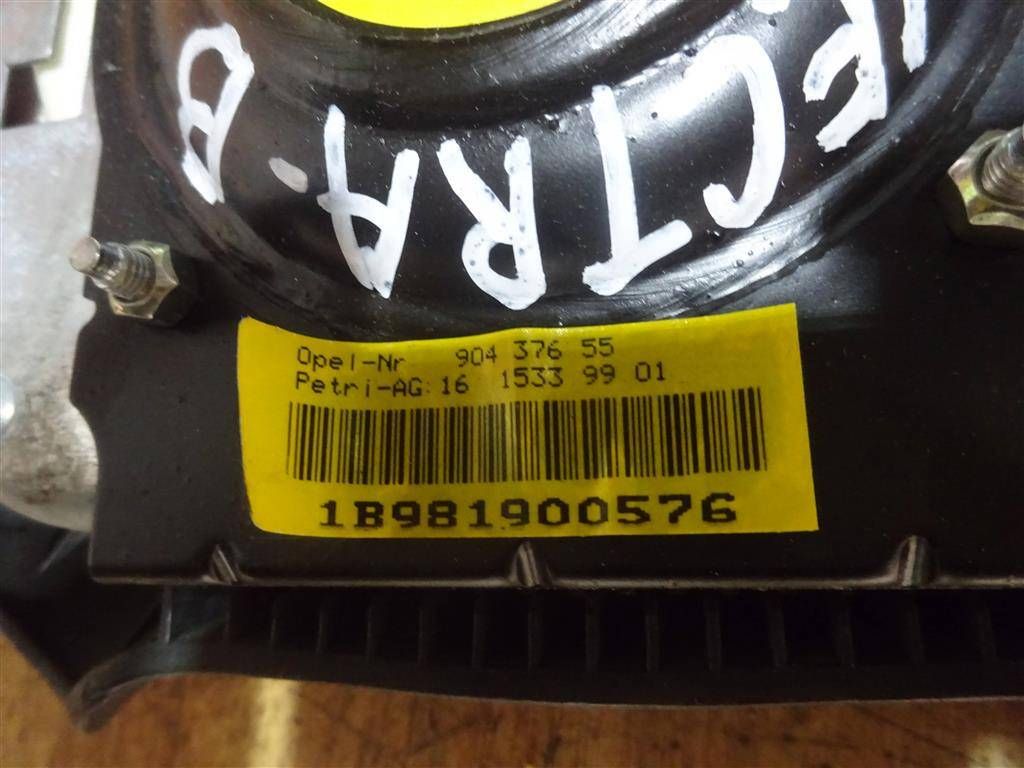 ECTRA-B
Opel-Nr 904 376 55
Petri-AG: 16 1533 99 01
1B981900576